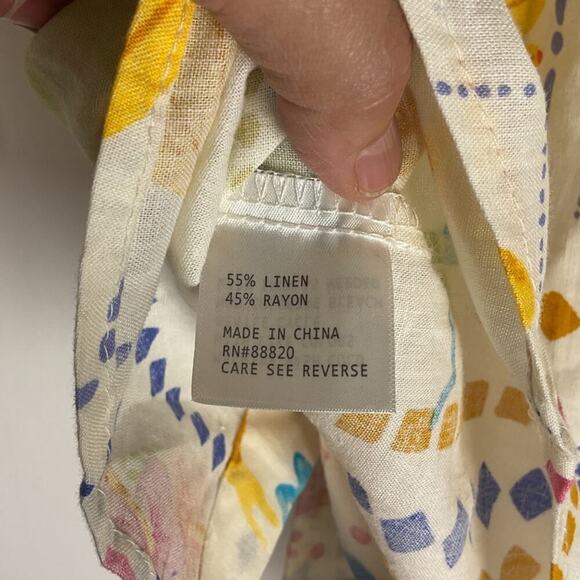 55% LINEN
45% RAYON
MADE IN CHINA
RN#88820
CARE SEE REVERSE